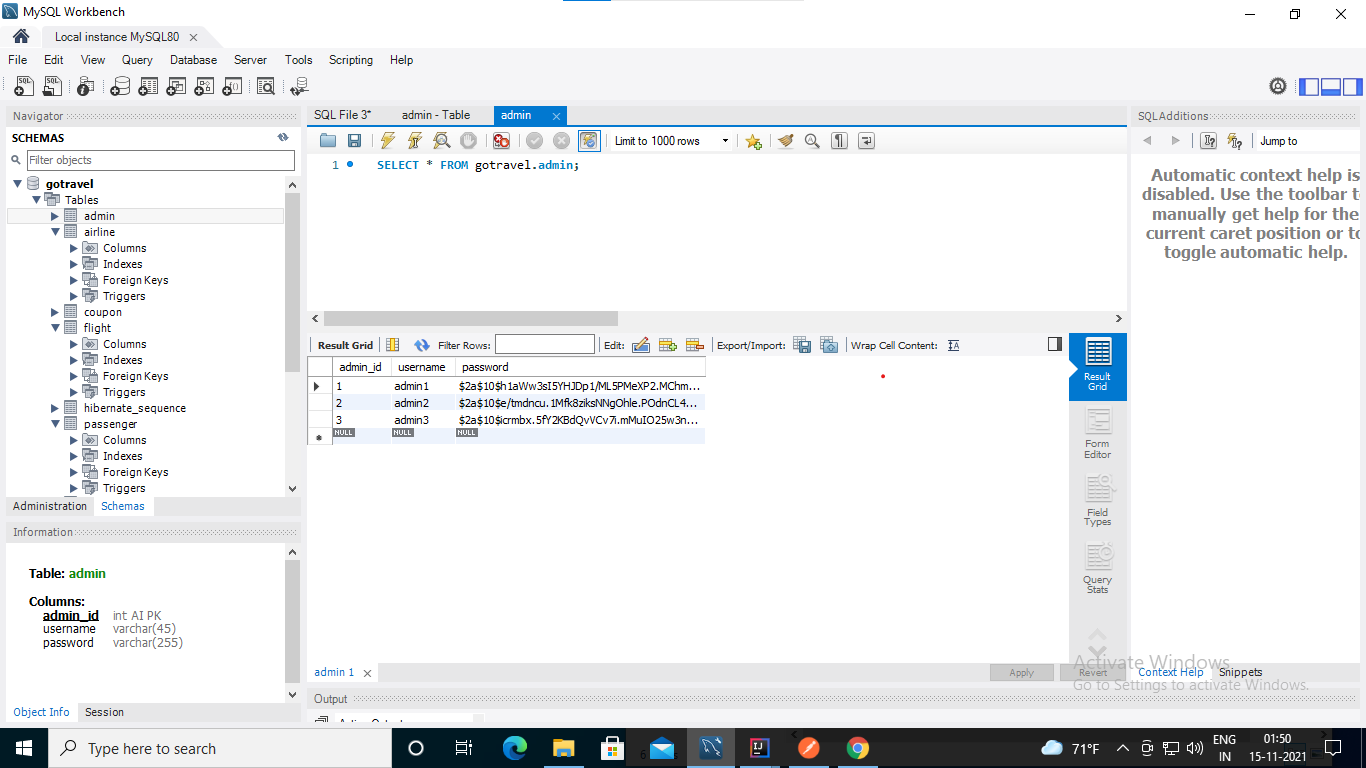 MySQL Workbench
Local instance MySQL80
File Edit View Query Database Server Tools Scripting Help
Navigator
SCHEMAS
Filter objects
gotravel
Tables
admin
airline
Columns
Indexes
Foreign Keys
Triggers
coupon
flight
Columns
Indexes
Foreign Keys
Triggers
hibernate_sequence
passenger
Columns
Indexes
Foreign Keys
Triggers
Administration Schemas
Information
Table: admin
Columns:
admin_id int AI PK
username varchar(45)
password varchar(255)
Object Info Session
SQL File 3* admin - Table admin
Limit to 1000 rows
1 SELECT * FROM gotravel.admin;
Result Grid Filter Rows: Edit: Export/Import: Wrap Cell Content:
admin_id username password
1 admin1 $2a$10$h1aWw3sI5YHJDp1/ML5PMeXP2.MChm...
2 admin2 $2a$10$e/tmdncu.1Mfk8ziksNNgOhle.POdnCL4...
3 admin3 $2a$10$icrmbx.5fY2KBdQvVCv7i.mMuIO25w3n...
NULL NULL NULL
Result
Grid
Form
Editor
Field
Types
Query
Stats
admin 1
Apply Revert
Output
SQLAdditions
Jump to
Automatic context help is
disabled. Use the toolbar t
manually get help for the
current caret position or to
toggle automatic help.
Context Help Snippets
Activate Windows
Go to Settings to activate Windows.
Type here to search
71°F
ENG
IN
01:50
15-11-2021